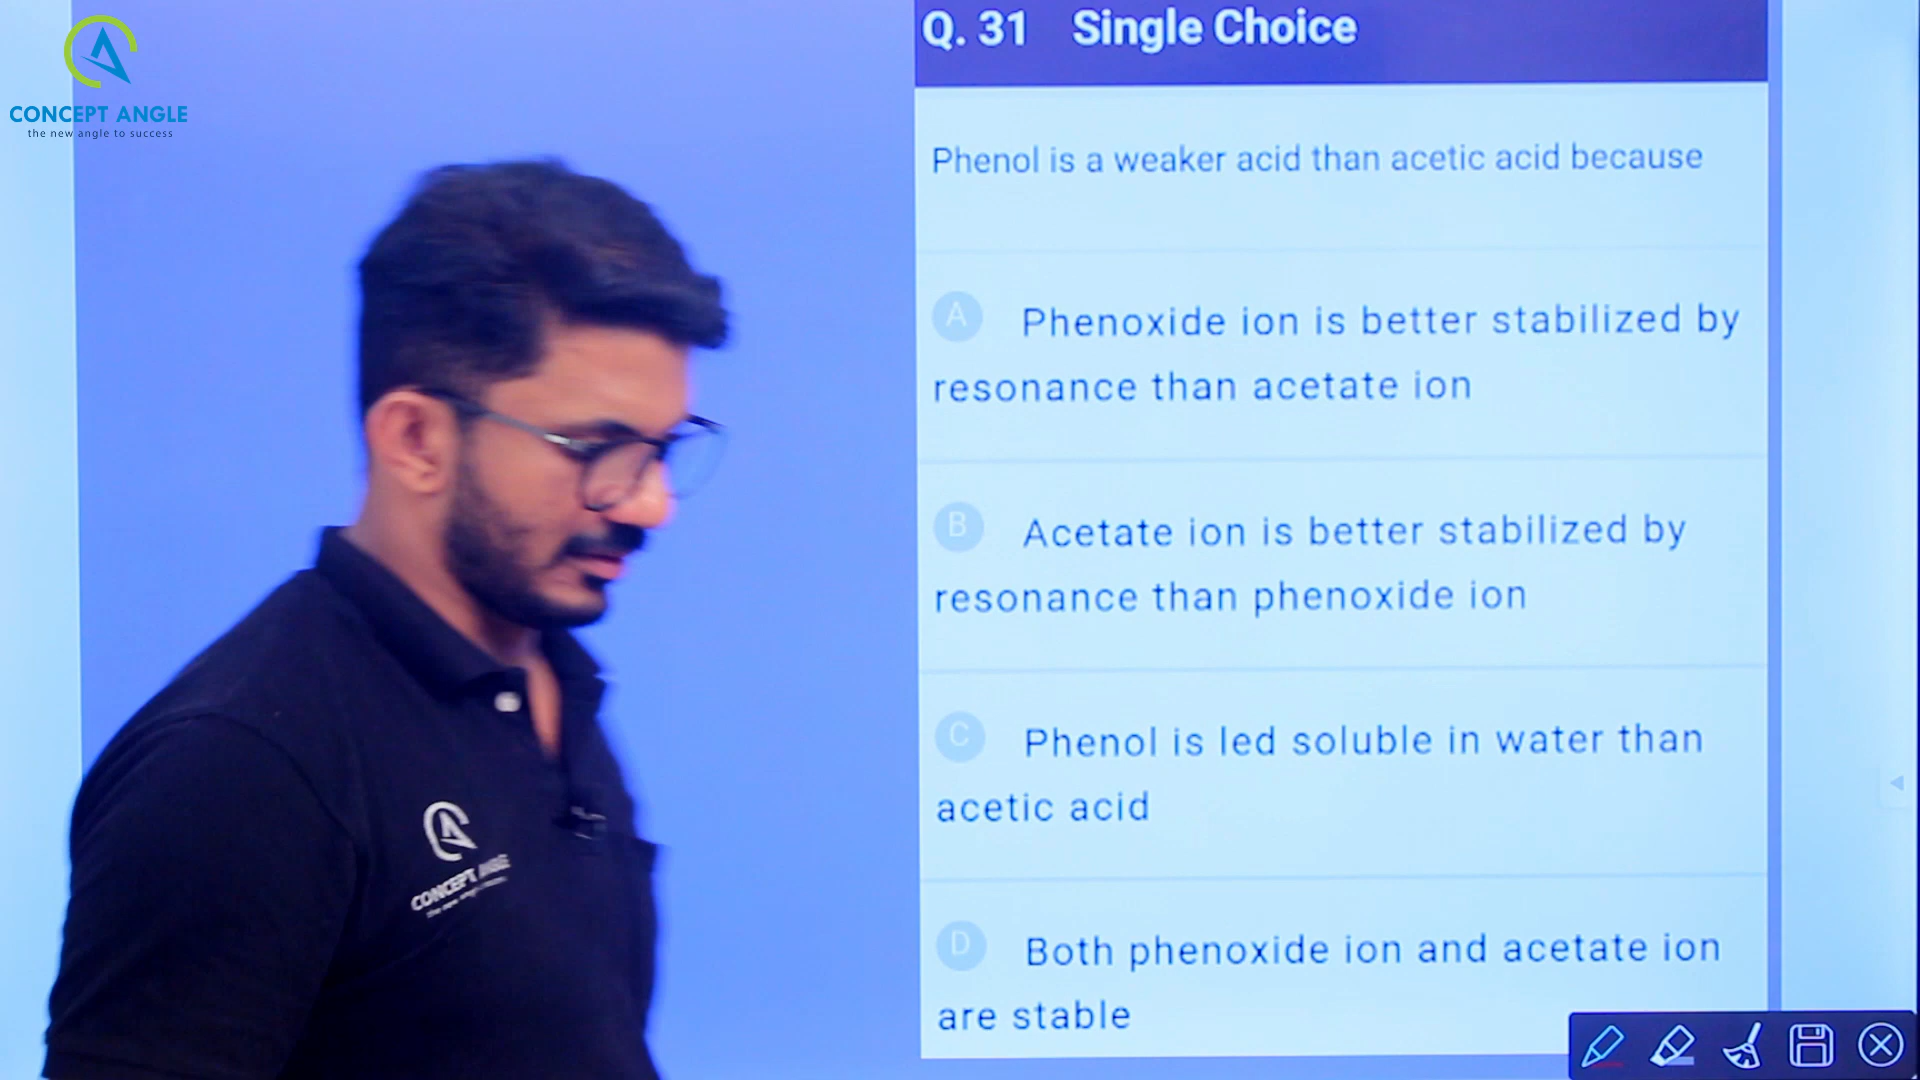 CONCEPT ANGLE
the new angle to success
Q. 31 Single Choice
Phenol is a weaker acid than acetic acid because
A Phenoxide ion is better stabilized by
resonance than acetate ion
B Acetate ion is better stabilized by
resonance than phenoxide ion
C Phenol is led soluble in water than
acetic acid
D Both phenoxide ion and acetate ion
are stable
CONCEPT ANGLE